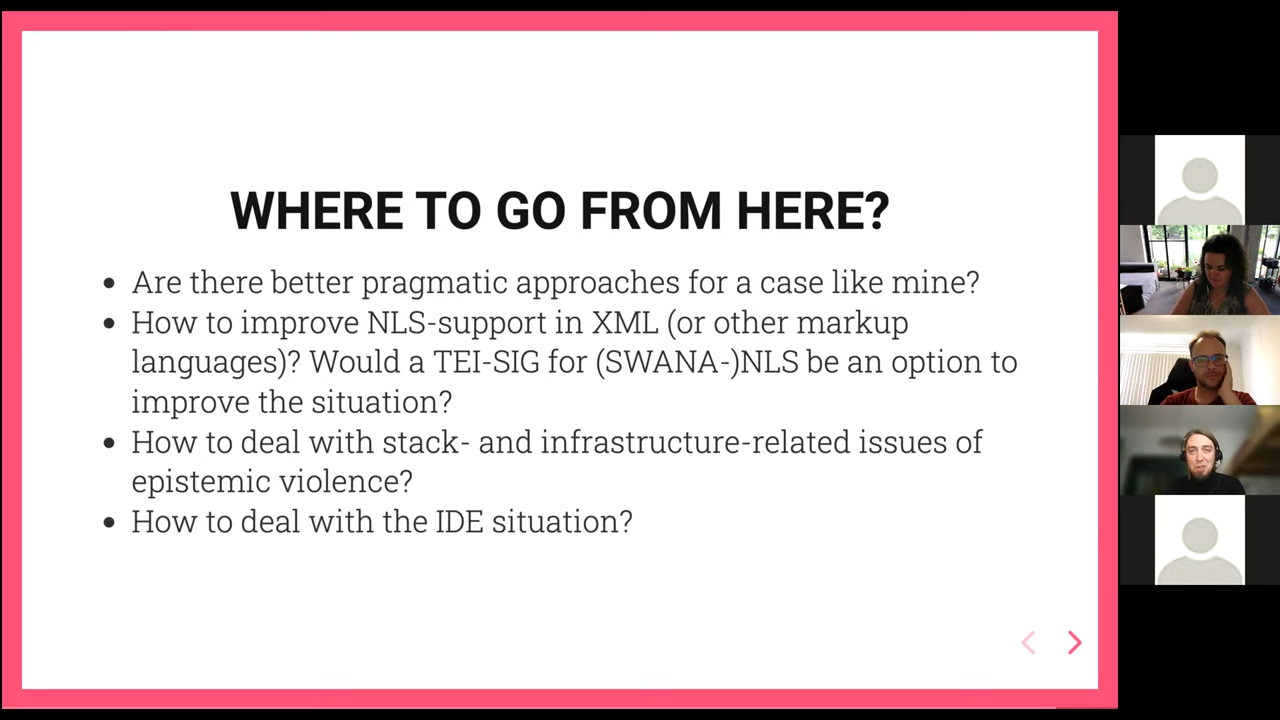 WHERE TO GO FROM HERE?
• Are there better pragmatic approaches for a case like mine?
• How to improve NLS-support in XML (or other markup
languages)? Would a TEI-SIG for (SWANA-)NLS be an option to
improve the situation?
• How to deal with stack- and infrastructure-related issues of
epistemic violence?
• How to deal with the IDE situation?